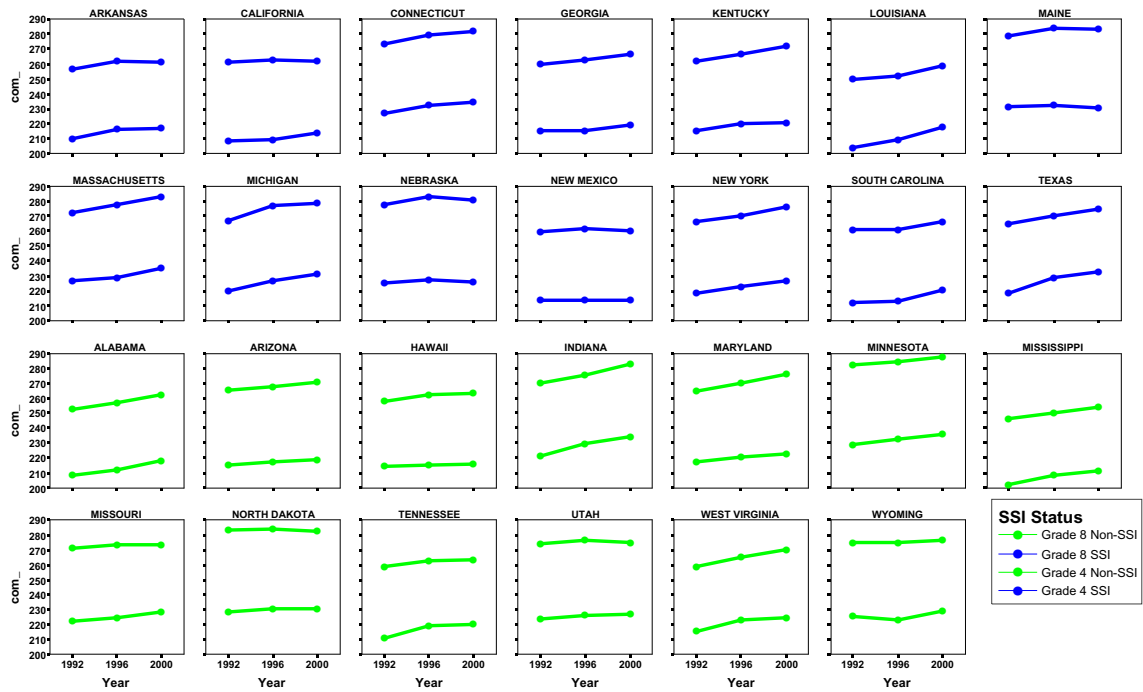 ARKANSAS CALIFORNIA CONNECTICUT GEORGIA KENTUCKY LOUISIANA MAINE
290
280
270
260
250
230
220
210
200
com_
MASSACHUSETTS MICHIGAN NEBRASKA NEW MEXICO NEW YORK SOUTH CAROLINA TEXAS
290
280
270
260
250
230
220
210
200
com_
ALABAMA ARIZONA HAWAII INDIANA MARYLAND MINNESOTA MISSISSIPPI
290
280
270
260
250
230
220
210
200
com_
MISSOURI NORTH DAKOTA TENNESSEE UTAH WEST VIRGINIA WYOMING
290
280
270
260
250
230
220
210
200
com_
1992 1996 2000 1992 1996 2000 1992 1996 2000 1992 1996 2000 1992 1996 2000 1992 1996 2000
Year Year Year Year Year Year
SSI Status
Grade 8 Non-SSI
Grade 8 SSI
Grade 4 Non-SSI
Grade 4 SSI